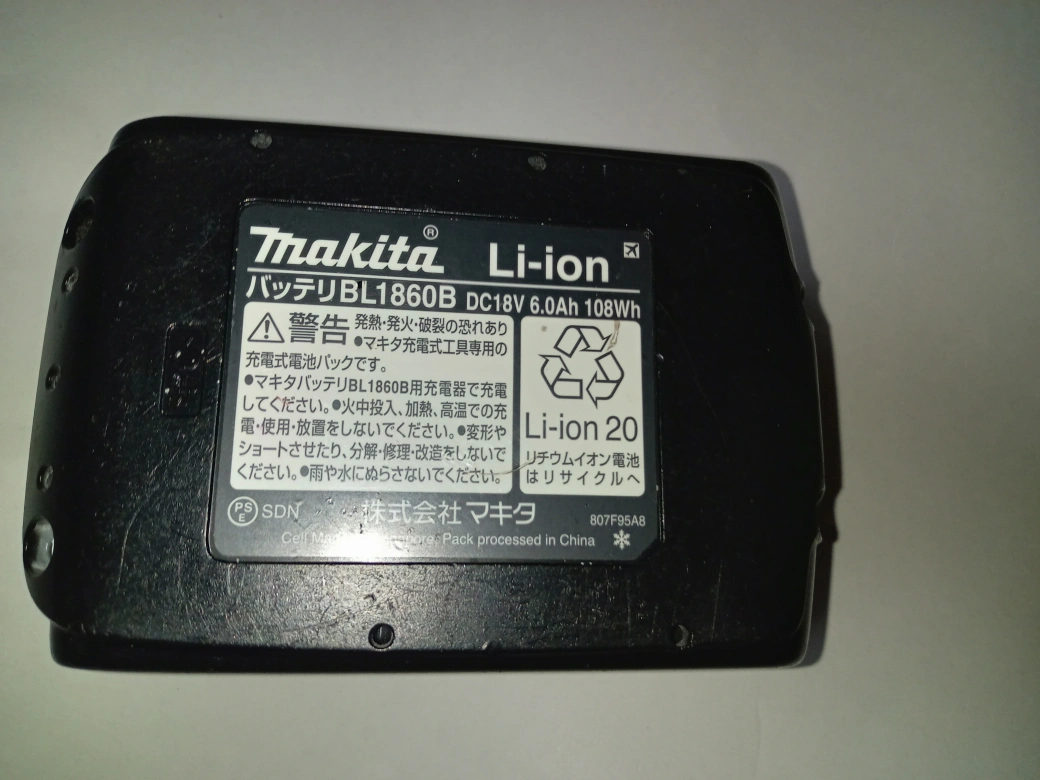 makita®
Li-ion
バッテリBL1860B DC18V 6.0Ah 108Wh
警告 発熱・発火・破裂の恐れあり
●マキタ充電式工具専用の
充電式電池パックです。
●マキタバッテリBL1860B用充電器で充電
してください。●火中投入、加熱、高温での充
電・使用・放置をしないでください。●変形や
ショートさせたり、分解・修理・改造をしないで
ください。●雨や水にぬらさないでください。
Li-ion 20
リチウムイオン電池
はリサイクルへ
PS
E
SDN
株式会社マキタ
807F95A8
Cell Pack processed in China